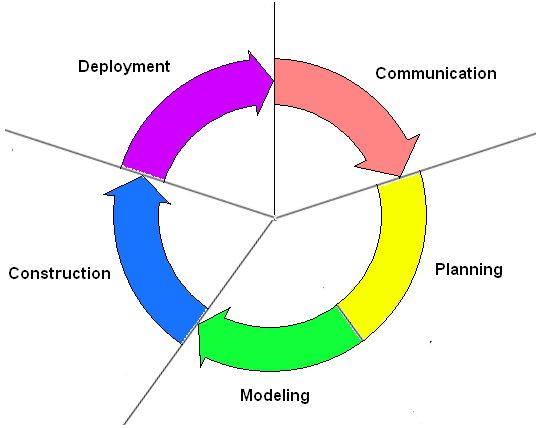 Deployment
Communication
Construction
Planning
Modeling